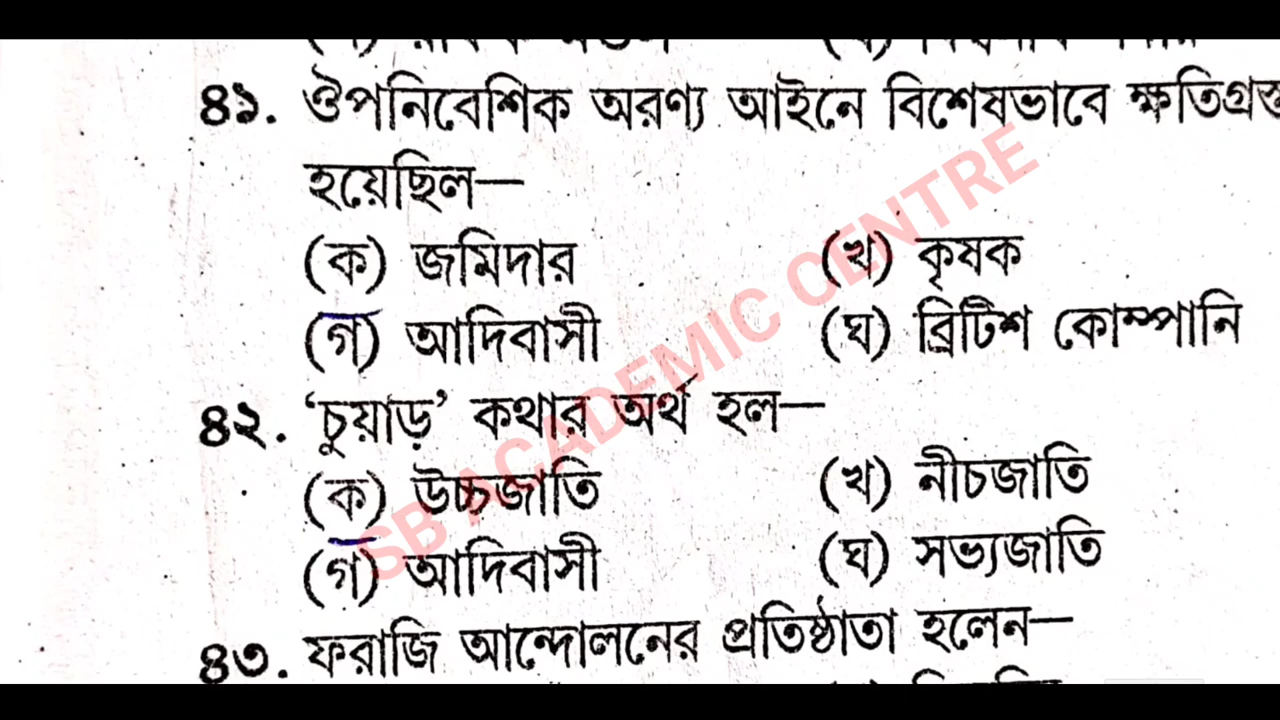 ৪১. ঔপনিবেশিক অরণ্য আইনে বিশেষভাবে ক্ষতিগ্রস্ত
হয়েছিল—
(ক) জমিদার (খ) কৃষক
(গ) আদিবাসী (ঘ) ব্রিটিশ কোম্পানি
৪২. ‘চুয়াড়’ কথার অর্থ হল—
(ক) উচ্চজাতি (খ) নীচজাতি
(গ) আদিবাসী (ঘ) সভ্যজাতি
৪৩. ফরাজি আন্দোলনের প্রতিষ্ঠাতা হলেন—
SB ACADEMIC CENTRE